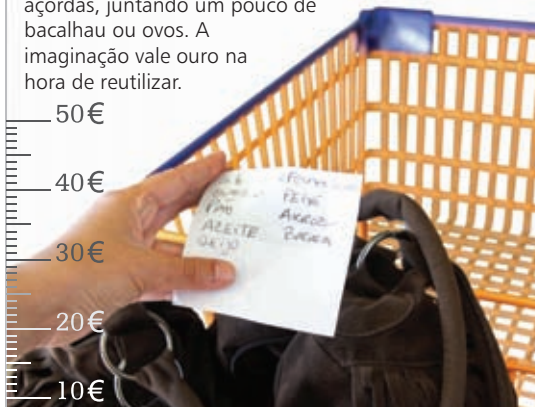 açordas, juntando um pouco de
bacalhau ou ovos. A
imaginação vale ouro na
hora de reutilizar.
50€
40€
30€
20€
10€
PÃO
AZEITE
QEIJO
PEIXE
ARROZ